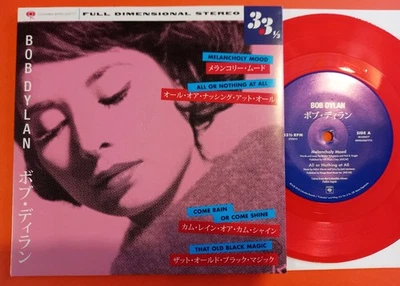 FULL DIMENSIONAL STEREO
33⅓
BOB DYLAN ボブ・ディラン
MELANCHOLY MOOD
メランコリー・ムード
ALL OR NOTHING AT ALL
オール・オア・ナッシング・アット・オール
COME RAIN
OR COME SHINE
カム・レイン・オア・カム・シャイン
THAT OLD BLACK MAGIC
ザット・オールド・ブラック・マジック
BOB DYLAN
ボブ・ディラン
33⅓ RPM
SIDE A
Melancholy Mood
All or Nothing at All